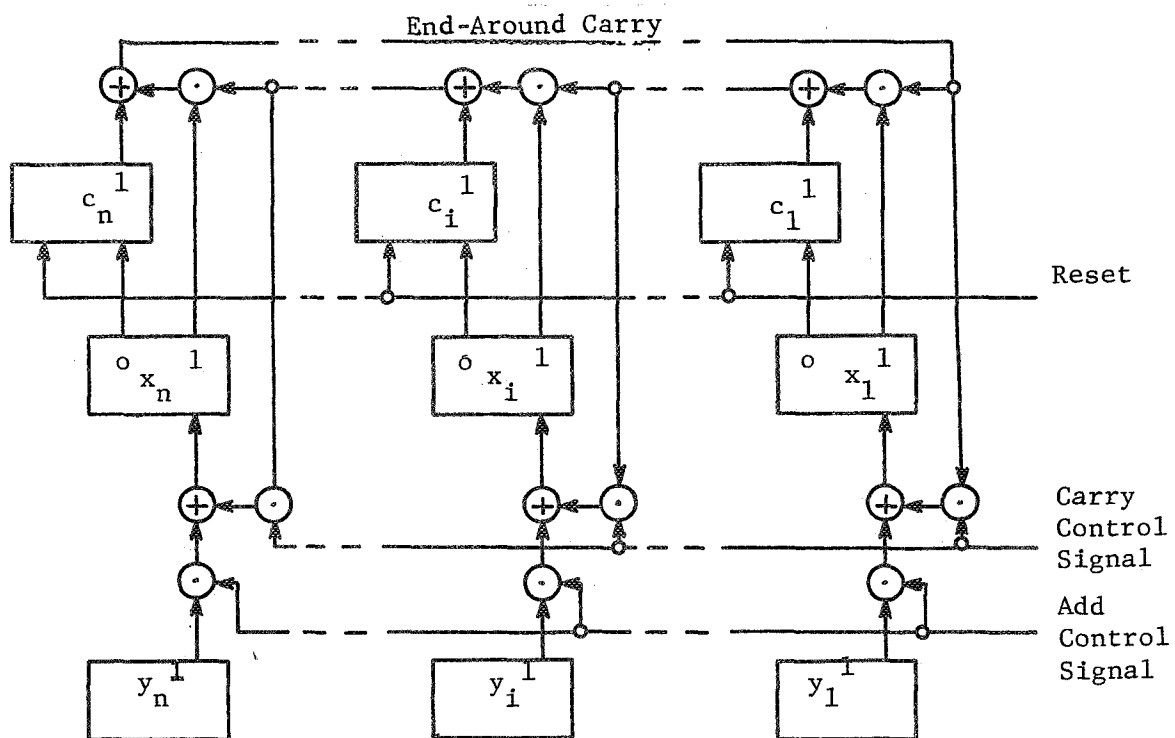 End-Around Carry
1 1 1
c_n c_i c_1
Reset
o 1 o 1 o 1
x_n x_i x_1
Carry
Control
Signal
Add
Control
Signal
1 1 1
y_n y_i y_1